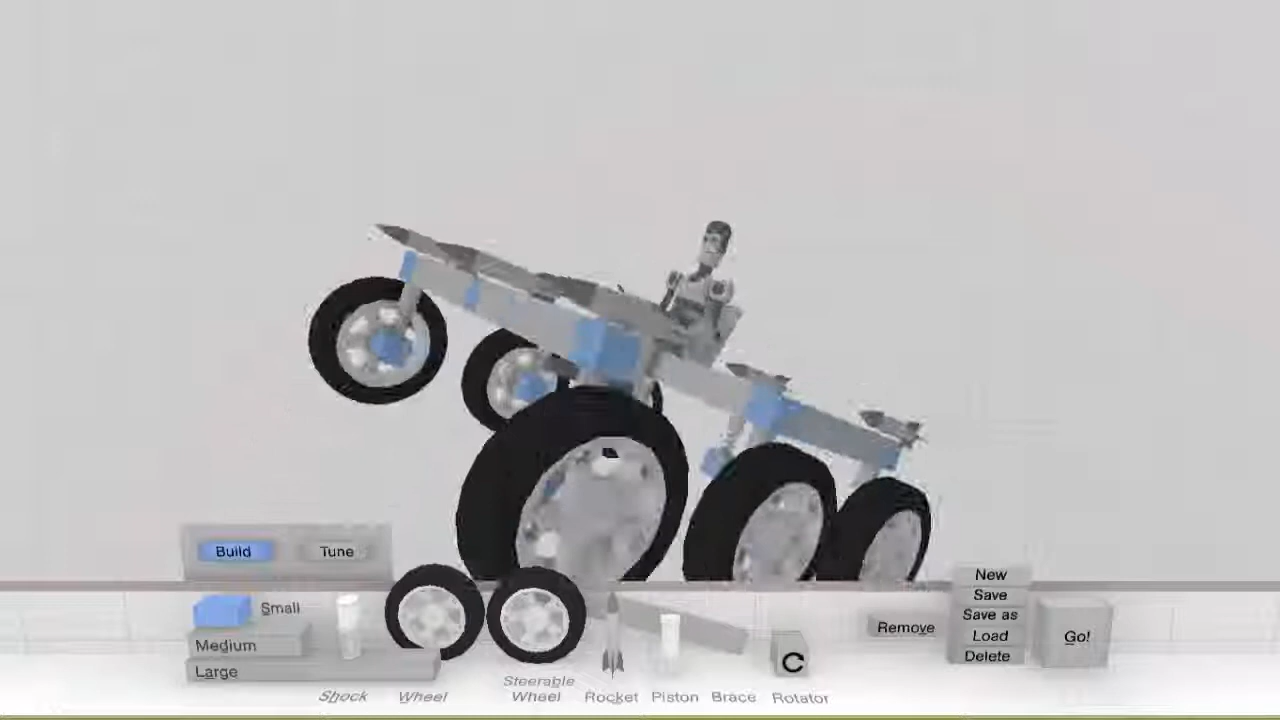 Build Tune
Small
Medium
Large
Shock
Wheel
Steerable
Wheel
Rocket
Piston
Brace
Rotator
C
Remove
New
Save
Save as
Load
Delete
Go!